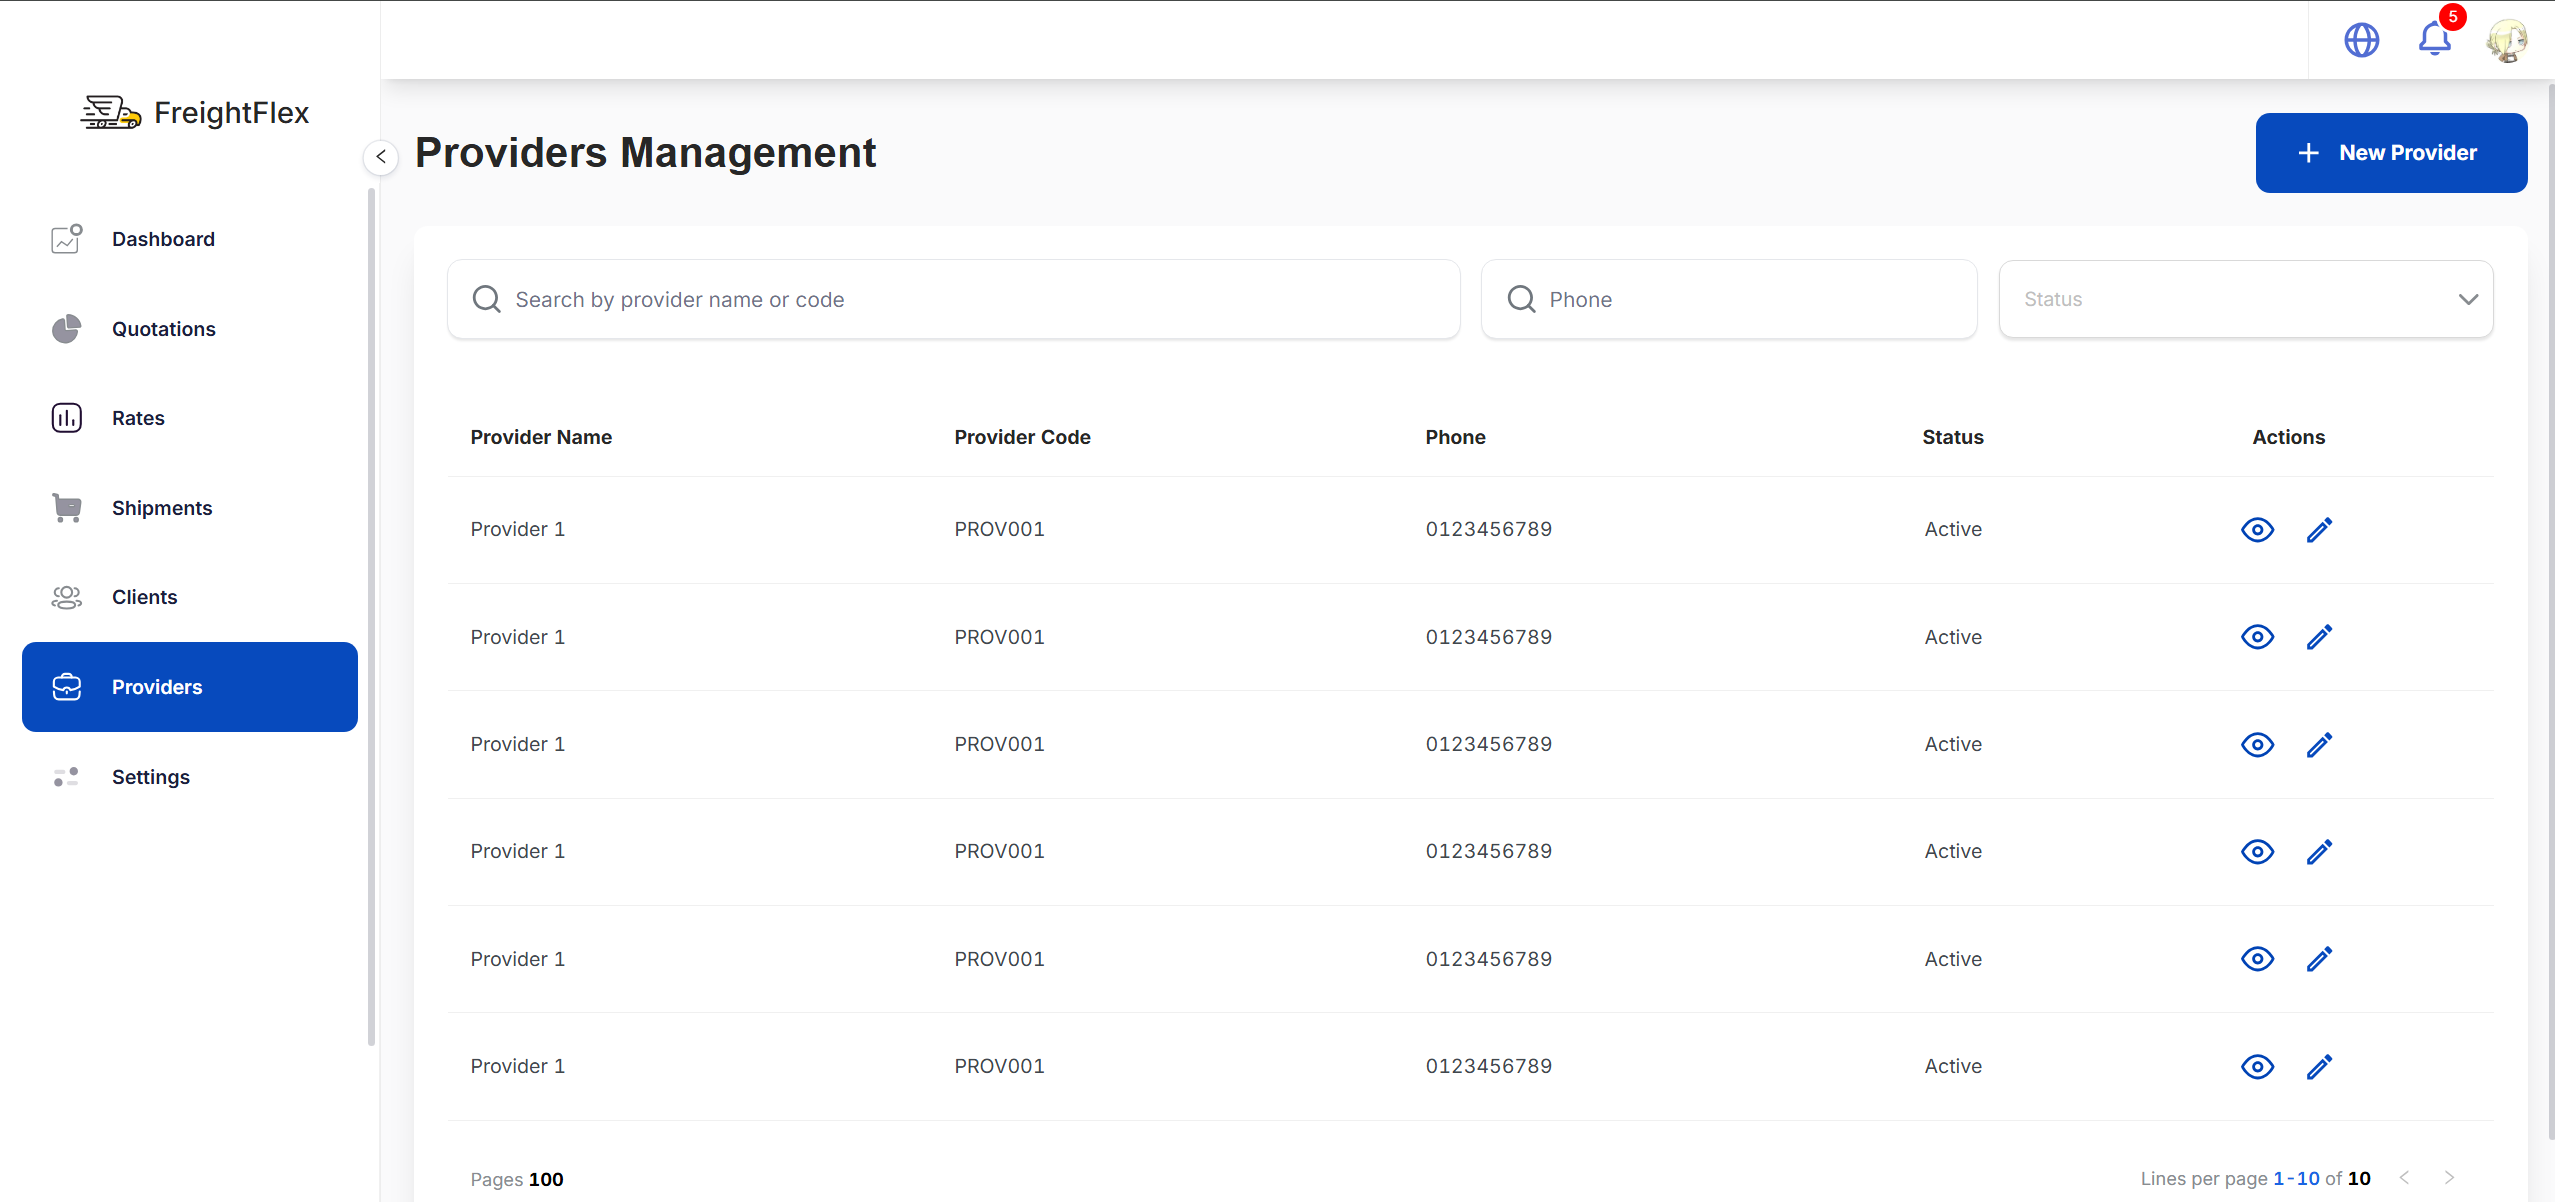 5
FreightFlex
Providers Management
New Provider
Dashboard
Quotations
Rates
Shipments
Clients
Providers
Settings
Search by provider name or code
Phone
Status
Provider Name Provider Code Phone Status Actions
Provider 1 PROV001 0123456789 Active
Provider 1 PROV001 0123456789 Active
Provider 1 PROV001 0123456789 Active
Provider 1 PROV001 0123456789 Active
Provider 1 PROV001 0123456789 Active
Provider 1 PROV001 0123456789 Active
Pages 100
Lines per page 1-10 of 10